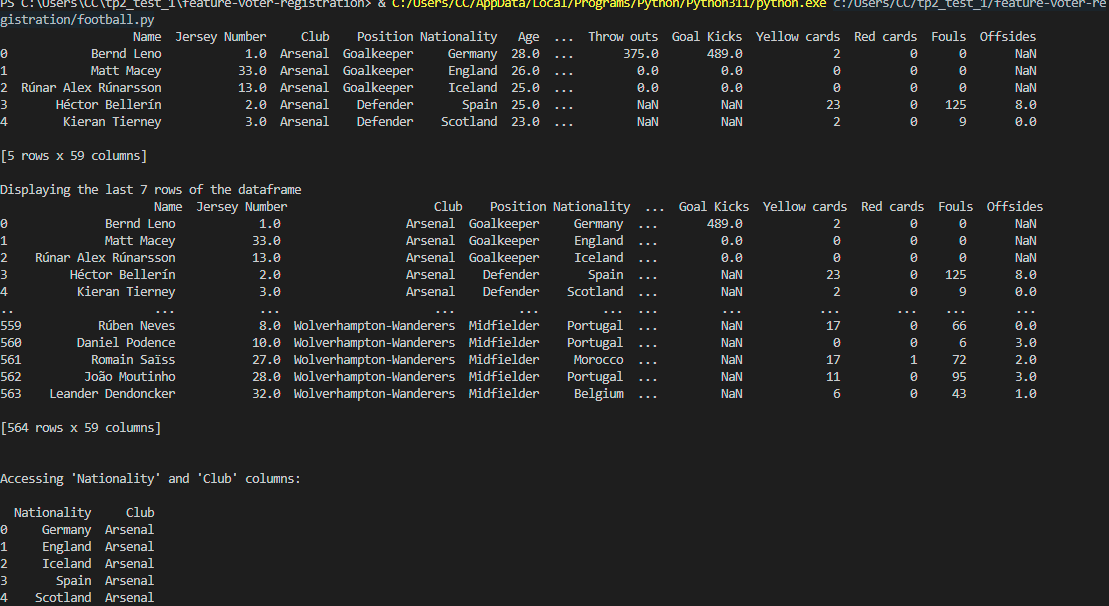 PS C:\Users\CC\tp2_test_1\feature-voter-registration> & C:/Users/CC/AppData/Local/Programs/Python/Python311/python.exe c:/Users/CC/tp2_test_1/feature-voter-re
gistration/football.py
Name Jersey Number Club Position Nationality Age ... Throw outs Goal Kicks Yellow cards Red cards Fouls Offsides
0 Bernd Leno 1.0 Arsenal Goalkeeper Germany 28.0 ... 375.0 489.0 2 0 0 NaN
1 Matt Macey 33.0 Arsenal Goalkeeper England 26.0 ... 0.0 0.0 0 0 0 NaN
2 Rúnar Alex Rúnarsson 13.0 Arsenal Goalkeeper Iceland 25.0 ... 0.0 0.0 0 0 0 NaN
3 Héctor Bellerín 2.0 Arsenal Defender Spain 25.0 ... NaN NaN 23 0 125 8.0
4 Kieran Tierney 3.0 Arsenal Defender Scotland 23.0 ... NaN NaN 2 0 9 0.0
[5 rows x 59 columns]
Displaying the last 7 rows of the dataframe
Name Jersey Number Club Position Nationality ... Goal Kicks Yellow cards Red cards Fouls Offsides
0 Bernd Leno 1.0 Arsenal Goalkeeper Germany ... 489.0 2 0 0 NaN
1 Matt Macey 33.0 Arsenal Goalkeeper England ... 0.0 0 0 0 NaN
2 Rúnar Alex Rúnarsson 13.0 Arsenal Goalkeeper Iceland ... 0.0 0 0 0 NaN
3 Héctor Bellerín 2.0 Arsenal Defender Spain ... NaN 23 0 125 8.0
4 Kieran Tierney 3.0 Arsenal Defender Scotland ... NaN 2 0 9 0.0
.. ... ... ... ... ... ... ... ... ... ... ...
559 Rúben Neves 8.0 Wolverhampton-Wanderers Midfielder Portugal ... NaN 17 0 66 0.0
560 Daniel Podence 10.0 Wolverhampton-Wanderers Midfielder Portugal ... NaN 0 0 6 3.0
561 Romain Saïss 27.0 Wolverhampton-Wanderers Midfielder Morocco ... NaN 17 1 72 2.0
562 João Moutinho 28.0 Wolverhampton-Wanderers Midfielder Portugal ... NaN 11 0 95 3.0
563 Leander Dendoncker 32.0 Wolverhampton-Wanderers Midfielder Belgium ... NaN 6 0 43 1.0
[564 rows x 59 columns]
Accessing 'Nationality' and 'Club' columns:
Nationality Club
0 Germany Arsenal
1 England Arsenal
2 Iceland Arsenal
3 Spain Arsenal
4 Scotland Arsenal